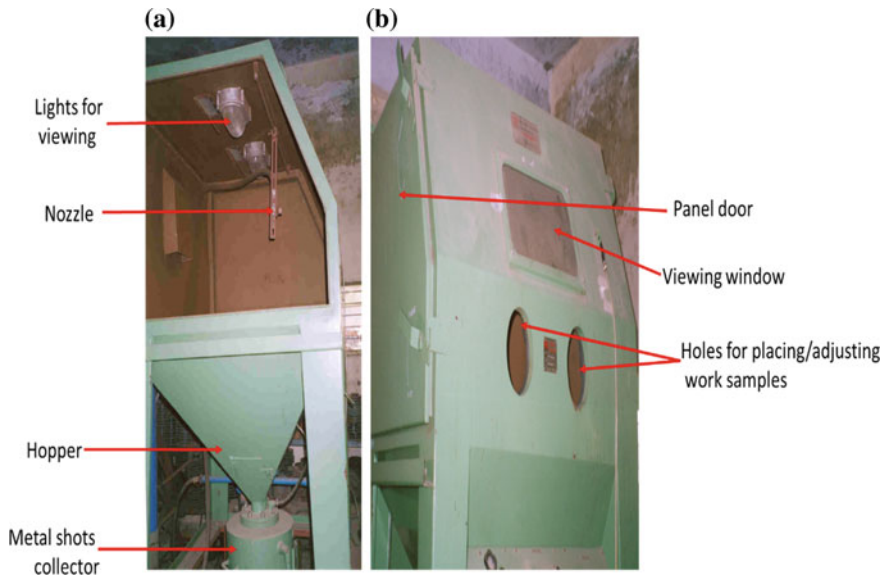 (a)
(b)
Lights for
viewing
Nozzle
Hopper
Metal shots
collector
Panel door
Viewing window
Holes for placing/adjusting
work samples